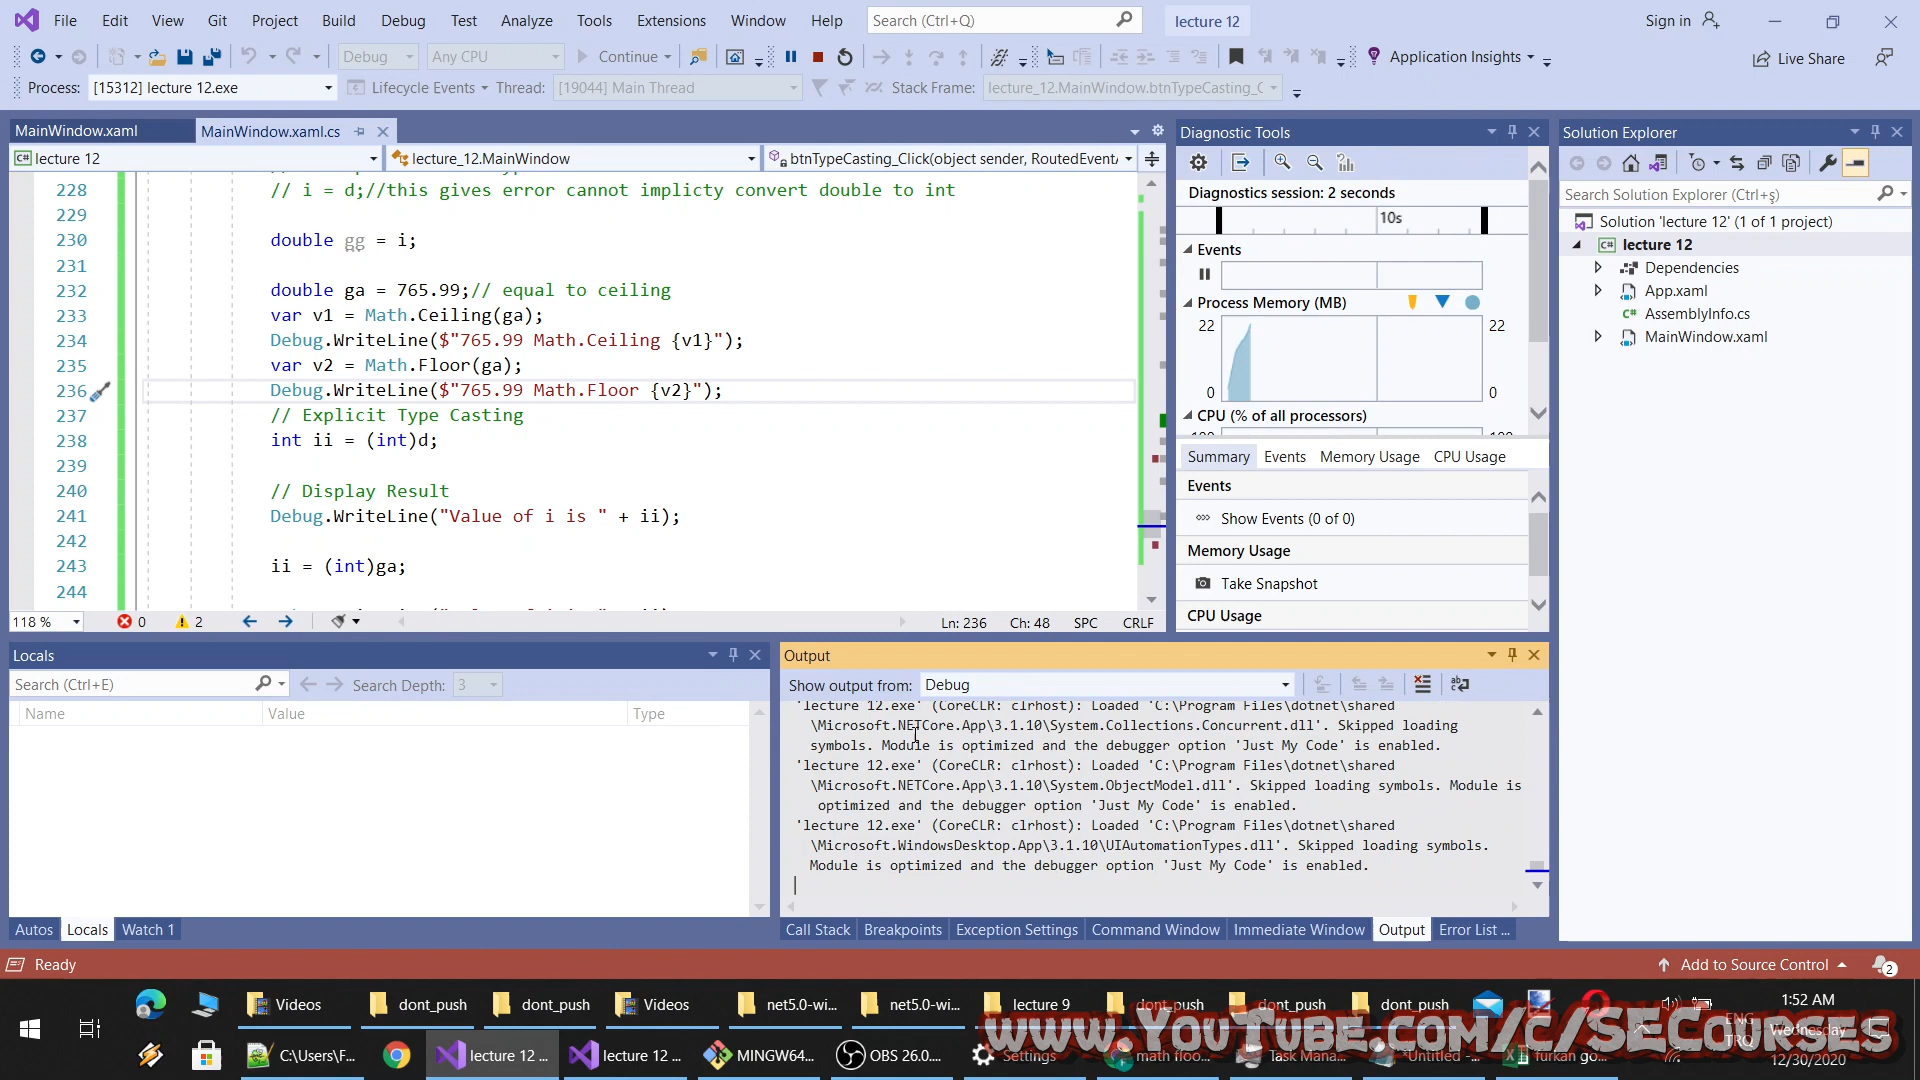 File Edit View Git Project Build Debug Test Analyze Tools Extensions Window Help Search (Ctrl+Q) lecture 12 Sign in
Debug Any CPU Continue Application Insights Live Share
Process: [15312] lecture 12.exe Lifecycle Events Thread: [19044] Main Thread Stack Frame: lecture_12.MainWindow.btnTypeCasting_C
MainWindow.xaml MainWindow.xaml.cs
lecture 12 lecture_12.MainWindow btnTypeCasting_Click(object sender, RoutedEvent
228 // i = d;//this gives error cannot implicty convert double to int
229
230 double gg = i;
231
232 double ga = 765.99;// equal to ceiling
233 var v1 = Math.Ceiling(ga);
234 Debug.WriteLine($"765.99 Math.Ceiling {v1}");
235 var v2 = Math.Floor(ga);
236 Debug.WriteLine($"765.99 Math.Floor {v2}");
237 // Explicit Type Casting
238 int ii = (int)d;
239
240 // Display Result
241 Debug.WriteLine("Value of i is " + ii);
242
243 ii = (int)ga;
244
118 % 0 2 Ln: 236 Ch: 48 SPC CRLF
Diagnostic Tools
Diagnostics session: 2 seconds
10s
Events
Process Memory (MB)
22 22
0 0
CPU (% of all processors)
100 100
Summary Events Memory Usage CPU Usage
Events
Show Events (0 of 0)
Memory Usage
Take Snapshot
CPU Usage
Solution Explorer
Search Solution Explorer (Ctrl+ş)
Solution 'lecture 12' (1 of 1 project)
lecture 12
Dependencies
App.xaml
AssemblyInfo.cs
MainWindow.xaml
Locals
Search (Ctrl+E) Search Depth: 3
Name Value Type
Autos Locals Watch 1
Output
Show output from: Debug
'lecture 12.exe' (CoreCLR: clrhost): Loaded 'C:\Program Files\dotnet\shared
\Microsoft.NETCore.App\3.1.10\System.Collections.Concurrent.dll'. Skipped loading
symbols. Module is optimized and the debugger option 'Just My Code' is enabled.
'lecture 12.exe' (CoreCLR: clrhost): Loaded 'C:\Program Files\dotnet\shared
\Microsoft.NETCore.App\3.1.10\System.ObjectModel.dll'. Skipped loading symbols. Module is
optimized and the debugger option 'Just My Code' is enabled.
'lecture 12.exe' (CoreCLR: clrhost): Loaded 'C:\Program Files\dotnet\shared
\Microsoft.WindowsDesktop.App\3.1.10\UIAutomationTypes.dll'. Skipped loading symbols.
Module is optimized and the debugger option 'Just My Code' is enabled.
Call Stack Breakpoints Exception Settings Command Window Immediate Window Output Error List ...
Ready Add to Source Control 2
Videos dont_push dont_push Videos net5.0-wi... net5.0-wi... lecture 9 dont_push dont_push dont_push 1:52 AM
www.YouTube.com/c/SECourses
ENG Wednesday
C:\Users\F... lecture 12 ... lecture 12 ... MINGW64... OBS 26.0.... Settings math floo... Task Mana... *Untitled -... furkan go... TRQ 12/30/2020